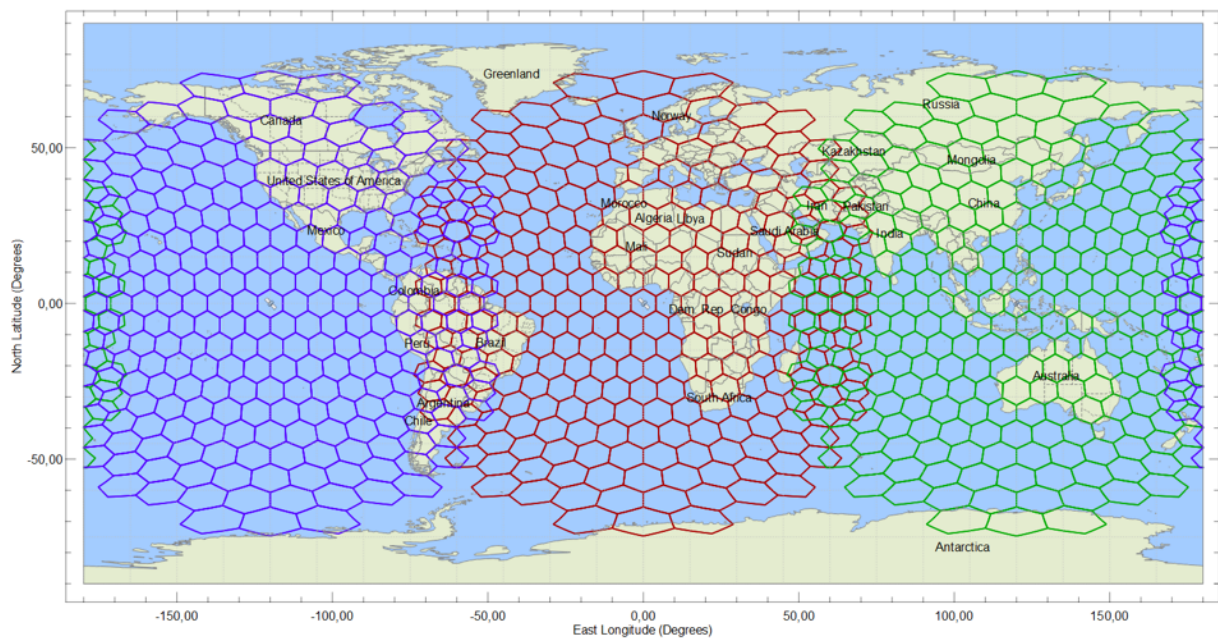 Greenland
Russia
Canada
Norway
50,00
Kazakhstan
Mongolia
United States of America
Morocco
Iran
Pakistan
China
Algeria
Libya
Mexico
Saudi Arabia
India
Mas
Sudan
North Latitude (Degrees)
Colombia
0,00
Dem Rep Congo
Peru
Brazil
Australia
Argentina
South Africa
Chile
-50,00
Antarctica
-150,00 -100,00 -50,00 0,00 50,00 100,00 150,00
East Longitude (Degrees)